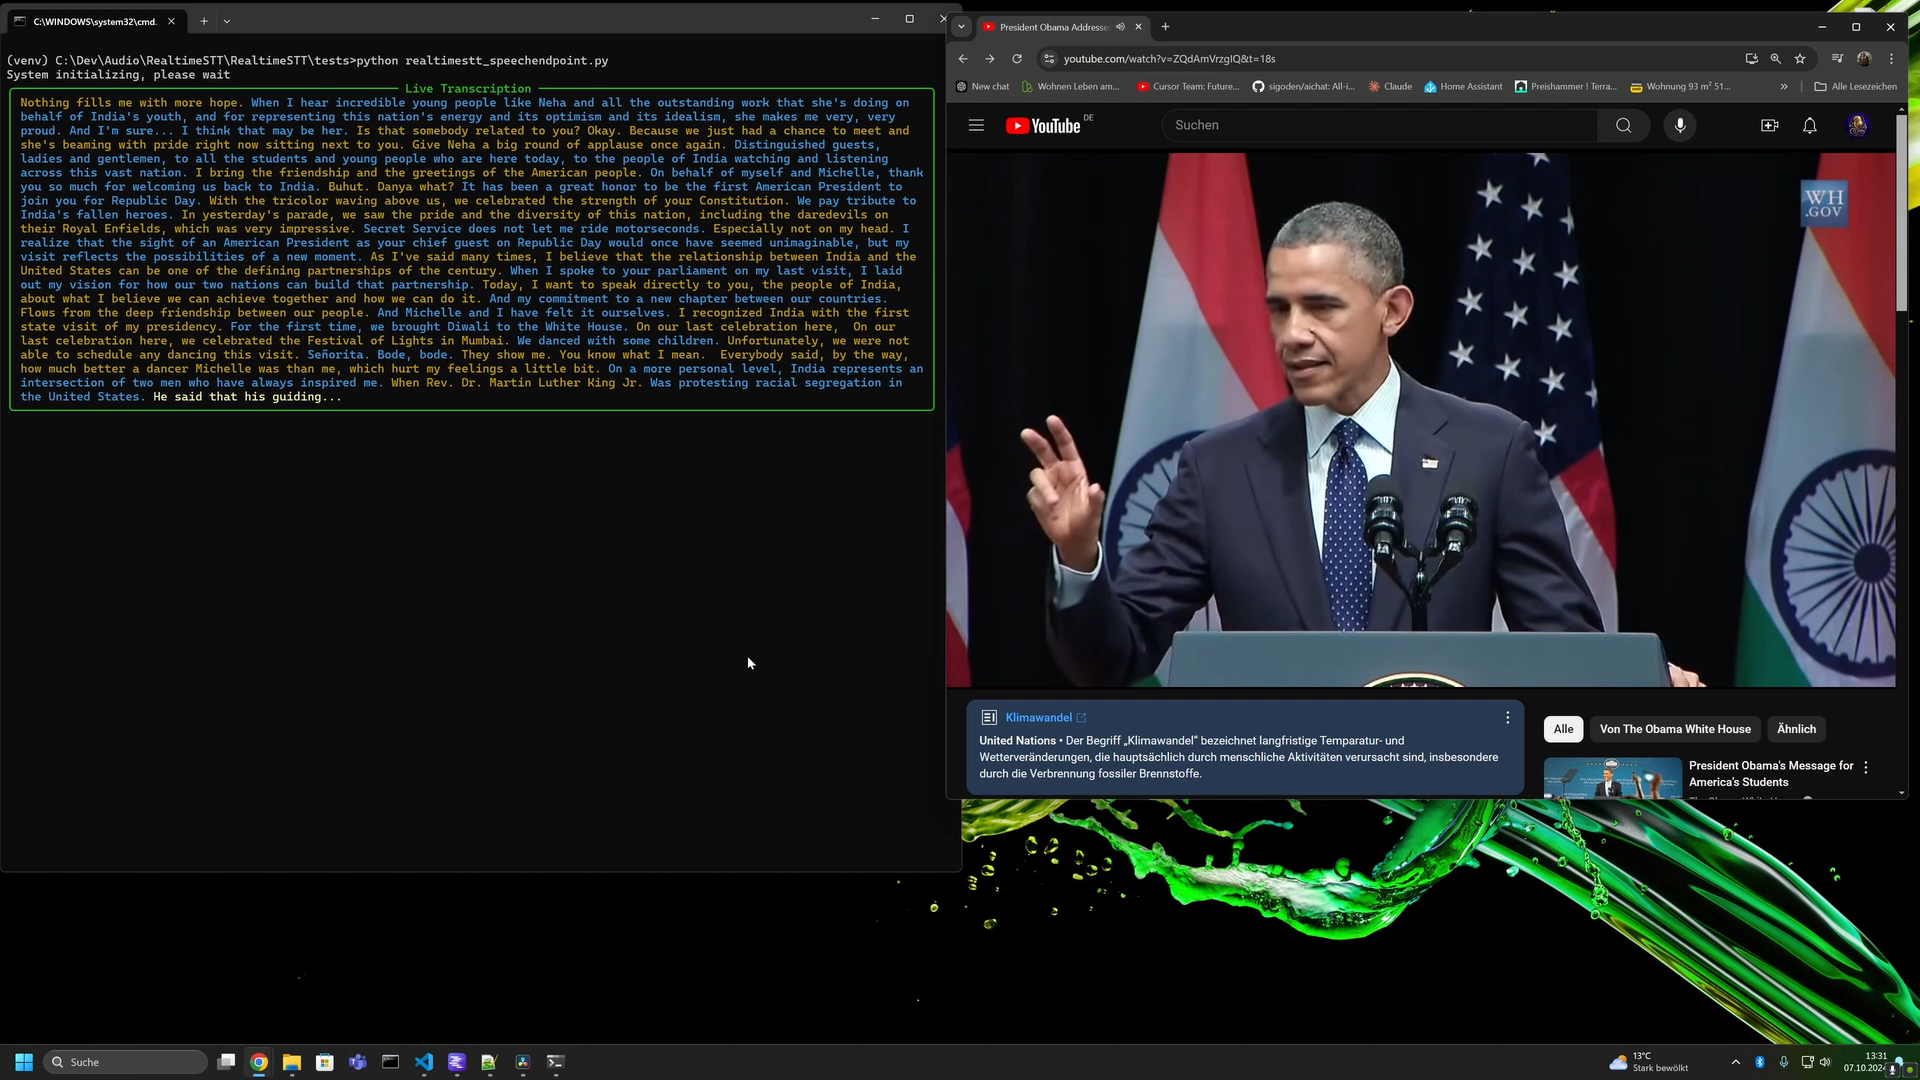 C:\WINDOWS\system32\cmd.
(venv) C:\Dev\Audio\RealtimeSTT\RealtimeSTT\tests>python realtimestt_speechendpoint.py
System initializing, please wait
Live Transcription
Nothing fills me with more hope. When I hear incredible young people like Neha and all the outstanding work that she's doing on
behalf of India's youth, and for representing this nation's energy and its optimism and its idealism, she makes me very, very
proud. And I'm sure... I think that may be her. Is that somebody related to you? Okay. Because we just had a chance to meet and
she's beaming with pride right now sitting next to you. Give Neha a big round of applause once again. Distinguished guests,
ladies and gentlemen, to all the students and young people who are here today, to the people of India watching and listening
across this vast nation. I bring the friendship and the greetings of the American people. On behalf of myself and Michelle, thank
you so much for welcoming us back to India. Buhut. Danya what? It has been a great honor to be the first American President to
join you for Republic Day. With the tricolor waving above us, we celebrated the strength of your Constitution. We pay tribute to
India's fallen heroes. In yesterday's parade, we saw the pride and the diversity of this nation, including the daredevils on
their Royal Enfields, which was very impressive. Secret Service does not let me ride motorseconds. Especially not on my head. I
realize that the sight of an American President as your chief guest on Republic Day would once have seemed unimaginable, but my
visit reflects the possibilities of a new moment. As I've said many times, I believe that the relationship between India and the
United States can be one of the defining partnerships of the century. When I spoke to your parliament on my last visit, I laid
out my vision for how our two nations can build that partnership. Today, I want to speak directly to you, the people of India,
about what I believe we can achieve together and how we can do it. And my commitment to a new chapter between our countries.
Flows from the deep friendship between our people. And Michelle and I have felt it ourselves. I recognized India with the first
state visit of my presidency. For the first time, we brought Diwali to the White House. On our last celebration here,  On our
last celebration here, we celebrated the Festival of Lights in Mumbai. We danced with some children. Unfortunately, we were not
able to schedule any dancing this visit. Señorita. Bode, bode. They show me. You know what I mean.  Everybody said, by the way,
how much better a dancer Michelle was than me, which hurt my feelings a little bit. On a more personal level, India represents an
intersection of two men who have always inspired me. When Rev. Dr. Martin Luther King Jr. Was protesting racial segregation in
the United States. He said that his guiding...
President Obama Addresse
youtube.com/watch?v=ZQdAmVrzgIQ&t=18s
New chat
Wohnen Leben am...
Cursor Team: Future...
sigoden/aichat: All-i...
Claude
Home Assistant
Preishammer ! Terra...
Wohnung 93 m² 51...
Alle Lesezeichen
YouTube DE
Suchen
WH
.GOV
Klimawandel
United Nations • Der Begriff „Klimawandel“ bezeichnet langfristige Temperatur- und
Wetterveränderungen, die hauptsächlich durch menschliche Aktivitäten verursacht sind, insbesondere
durch die Verbrennung fossiler Brennstoffe.
Alle
Von The Obama White House
Ähnlich
President Obama's Message for
America's Students
Suche
13°C
Stark bewölkt
13:31
07.10.202